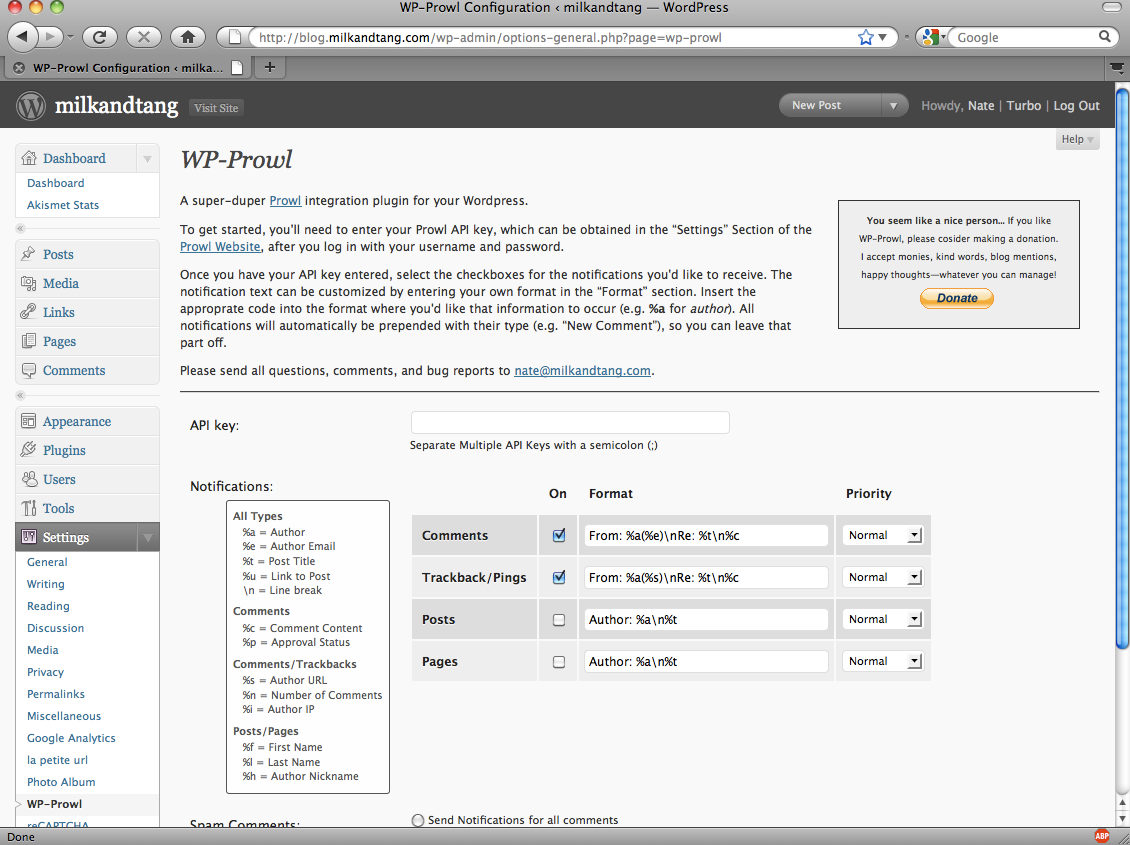 WP-Prowl Configuration ‹ milkandtang — WordPress
http://blog.milkandtang.com/wp-admin/options-general.php?page=wp-prowl
Google
WP-Prowl Configuration ‹ milka...
+
milkandtang
Visit Site
New Post
Howdy, Nate | Turbo | Log Out
Help
Dashboard
Dashboard
Akismet Stats
Posts
Media
Links
Pages
Comments
Appearance
Plugins
Users
Tools
Settings
General
Writing
Reading
Discussion
Media
Privacy
Permalinks
Miscellaneous
Google Analytics
la petite url
Photo Album
WP-Prowl
reCAPTCHA
WP-Prowl
A super-duper Prowl integration plugin for your Wordpress.
To get started, you'll need to enter your Prowl API key, which can be obtained in the “Settings” Section of the
Prowl Website, after you log in with your username and password.
Once you have your API key entered, select the checkboxes for the notifications you'd like to receive. The
notification text can be customized by entering your own format in the “Format” section. Insert the
approprate code into the format where you'd like that information to occur (e.g. %a for author). All
notifications will automatically be prepended with their type (e.g. “New Comment”), so you can leave that
part off.
Please send all questions, comments, and bug reports to nate@milkandtang.com.
You seem like a nice person... If you like
WP-Prowl, please cosider making a donation.
I accept monies, kind words, blog mentions,
happy thoughts—whatever you can manage!
Donate
API key:
Separate Multiple API Keys with a semicolon (;)
Notifications:
All Types
%a = Author
%e = Author Email
%t = Post Title
%u = Link to Post
\n = Line break
Comments
%c = Comment Content
%p = Approval Status
Comments/Trackbacks
%s = Author URL
%n = Number of Comments
%i = Author IP
Posts/Pages
%f = First Name
%l = Last Name
%h = Author Nickname
On Format Priority
Comments From: %a(%e)\nRe: %t\n%c Normal
Trackback/Pings From: %a(%s)\nRe: %t\n%c Normal
Posts Author: %a\n%t Normal
Pages Author: %a\n%t Normal
Spam Comments:
Send Notifications for all comments
Done
ABP